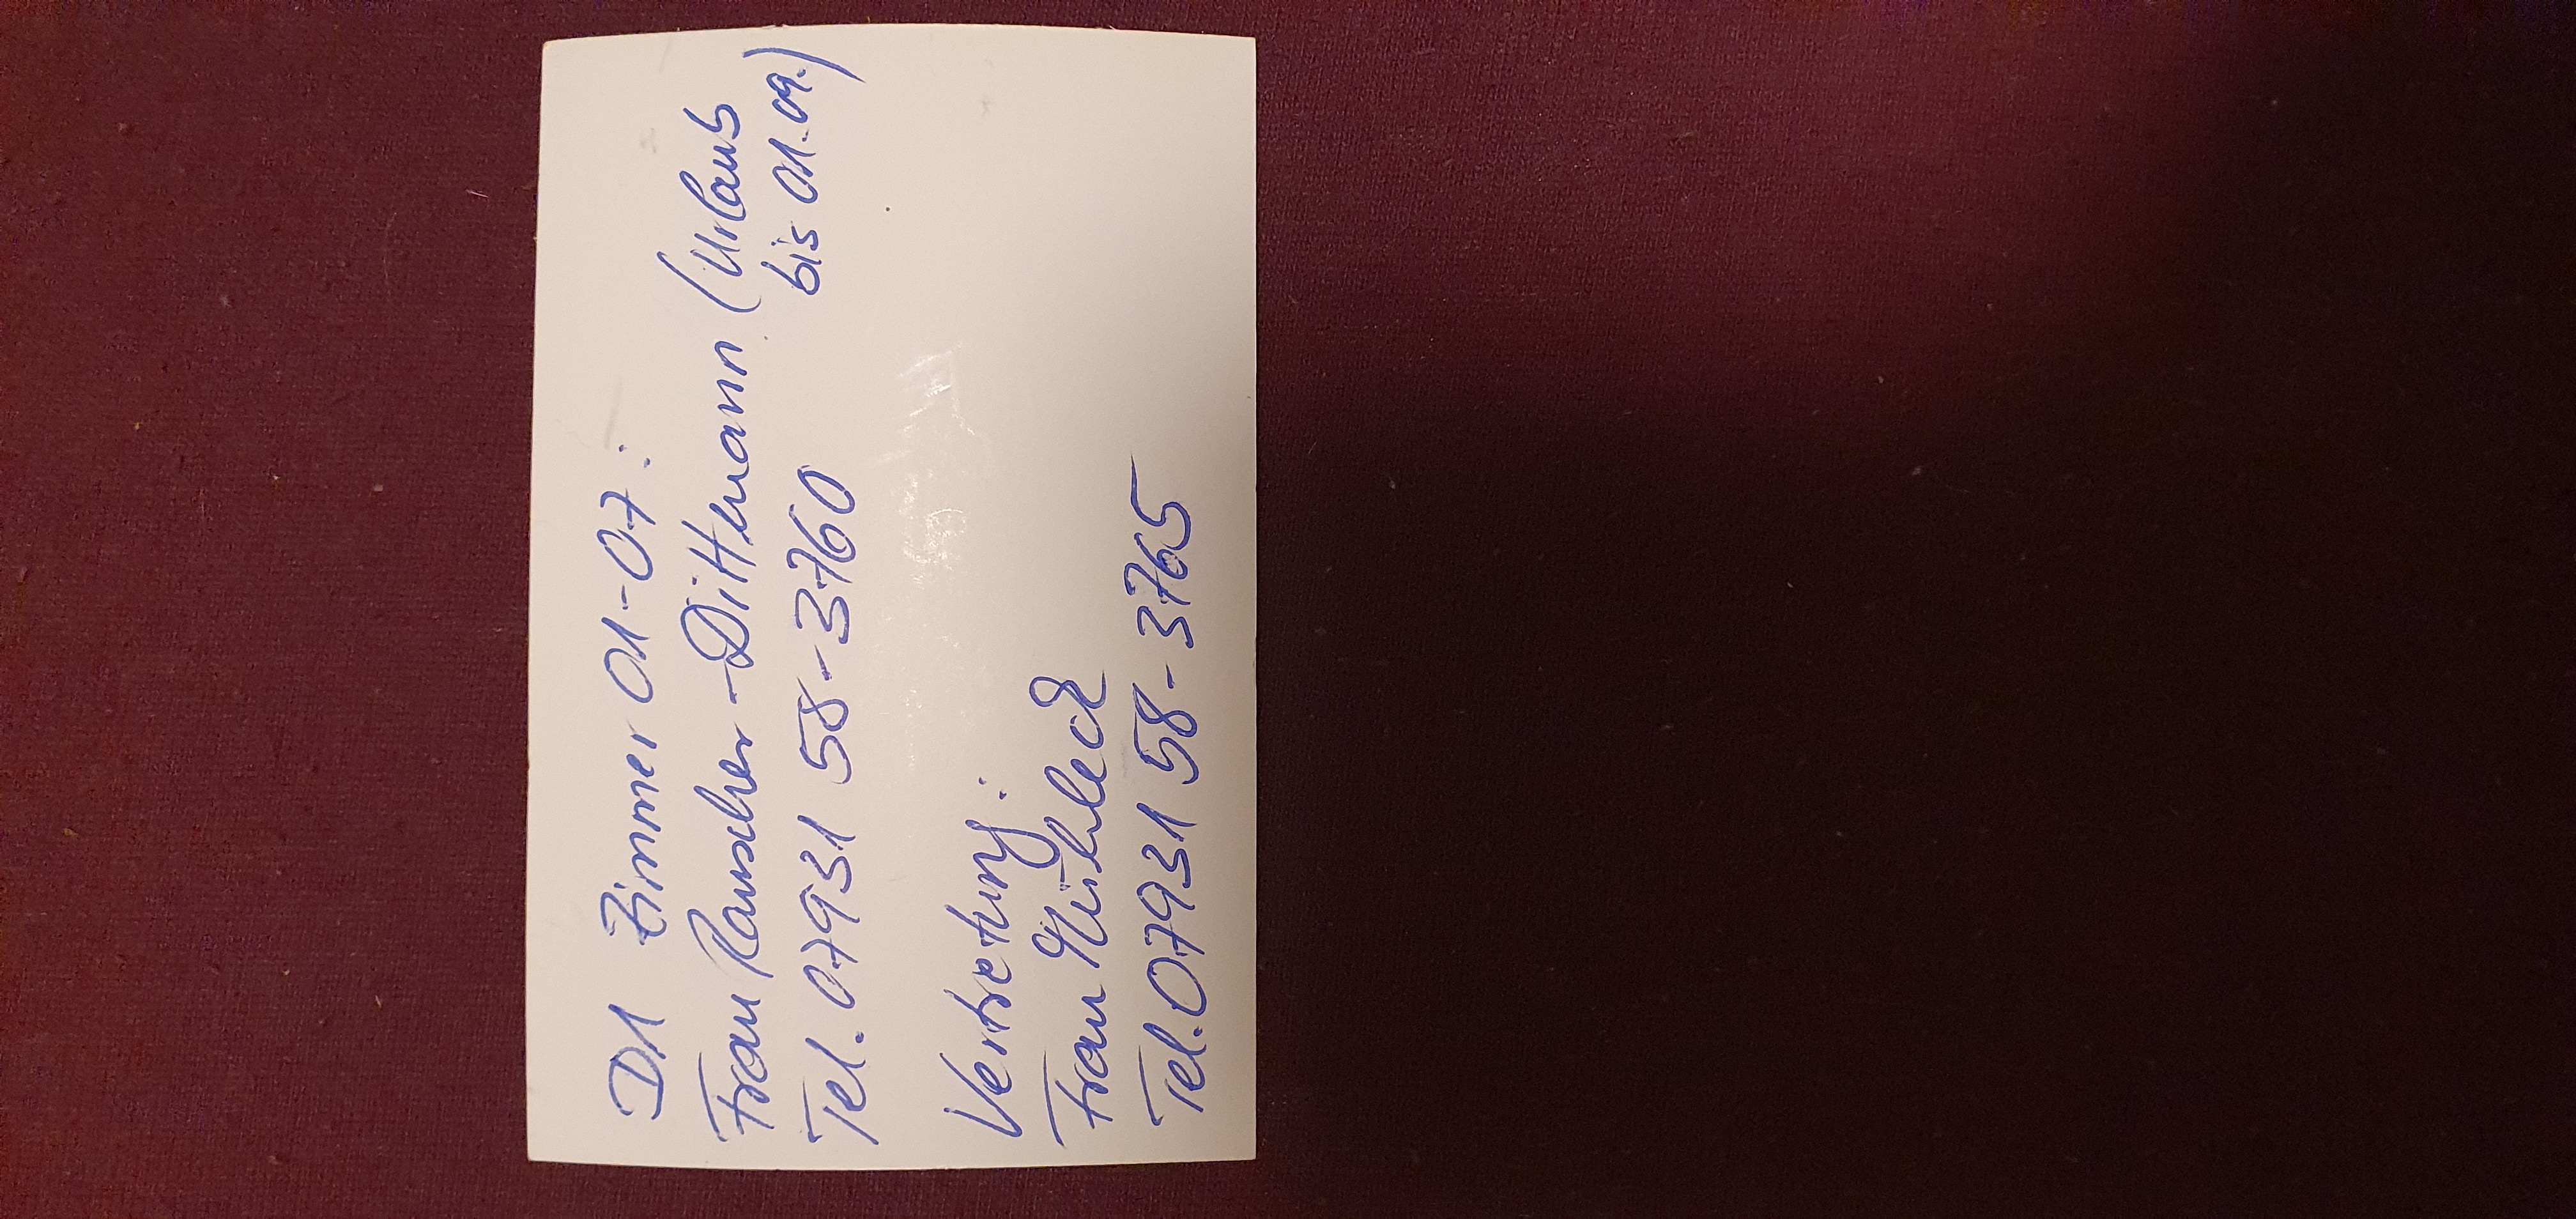 D1 Zimmer 01-07:
Frau Rauscher-Dittmann (Urlaub
bis 01.09.)
Tel. 07931 58-3760
Vertretung:
Frau Mühleck
Tel. 07931 58-3765